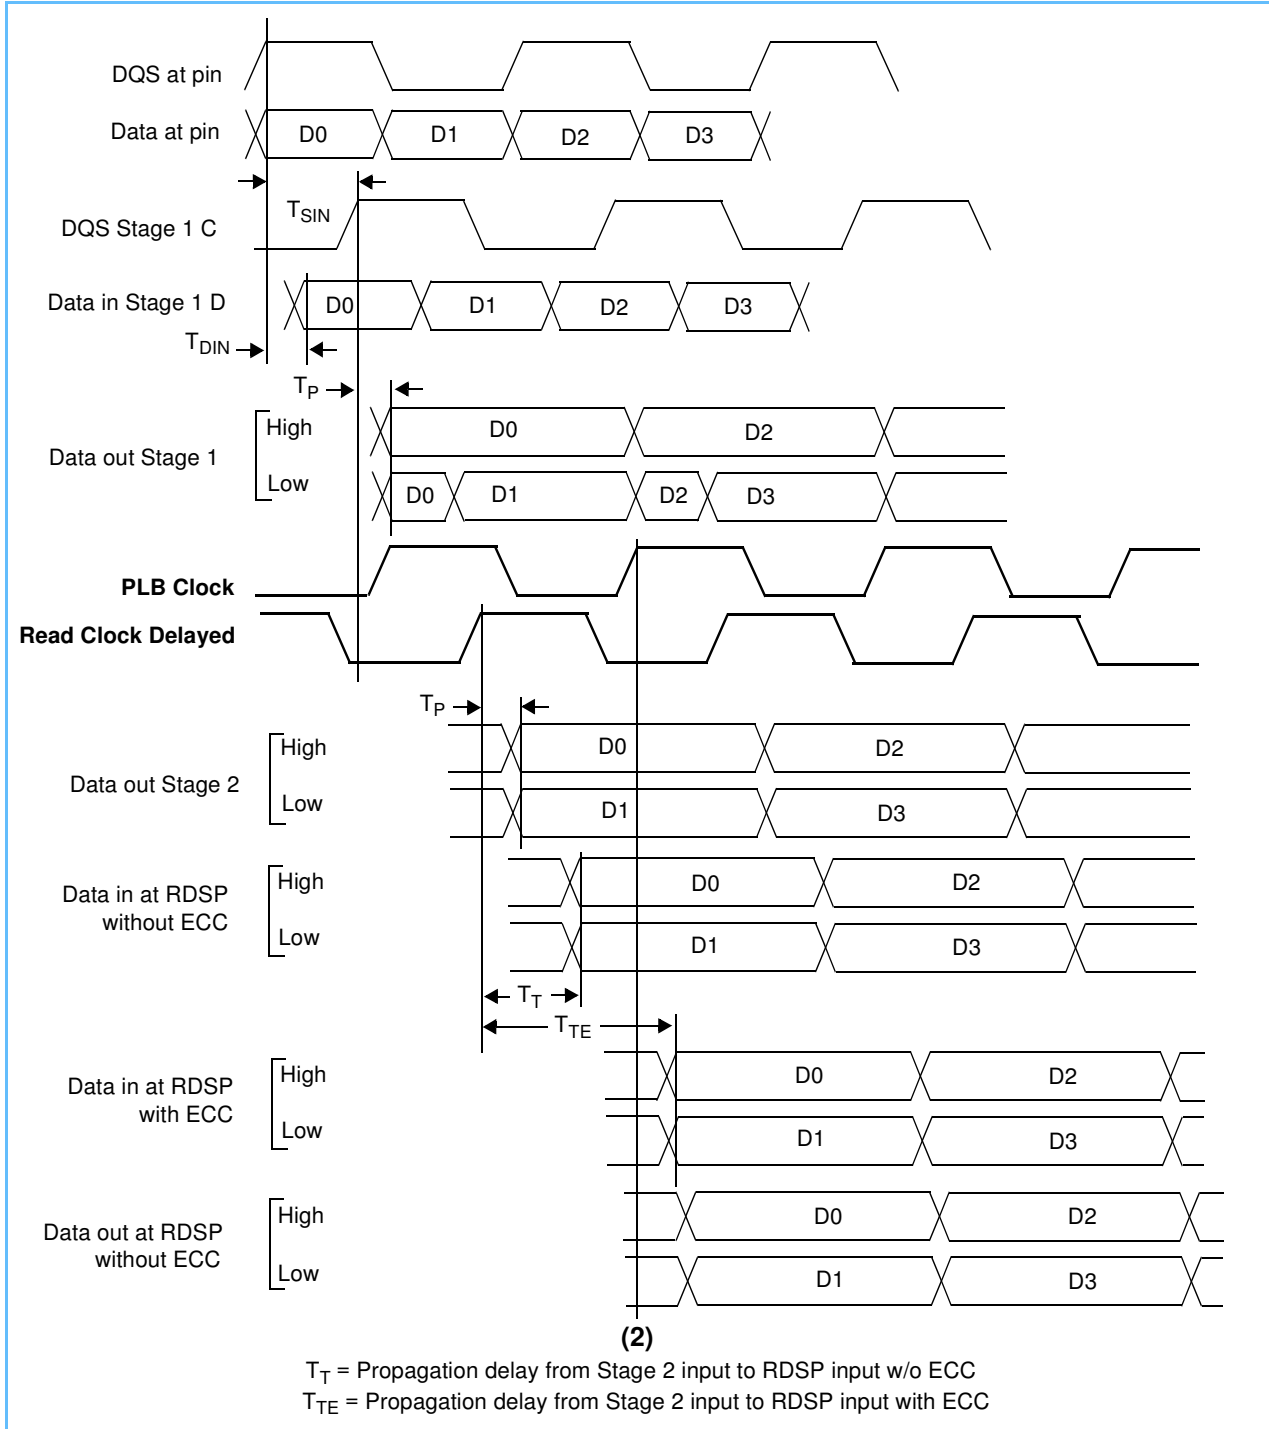 DQS at pin
Data at pin
D0 D1 D2 D3
TSIN
DQS Stage 1 C
Data in Stage 1 D
D0 D1 D2 D3
TDIN
TP
Data out Stage 1
High
D0 D2
Low
D0 D1 D2 D3
PLB Clock
Read Clock Delayed
TP
Data out Stage 2
High
D0 D2
Low
D1 D3
Data in at RDSP
without ECC
High
D0 D2
Low
D1 D3
TT
TTE
Data in at RDSP
with ECC
High
D0 D2
Low
D1 D3
Data out at RDSP
without ECC
High
D0 D2
Low
D1 D3
(2)
TT = Propagation delay from Stage 2 input to RDSP input w/o ECC
TTE = Propagation delay from Stage 2 input to RDSP input with ECC